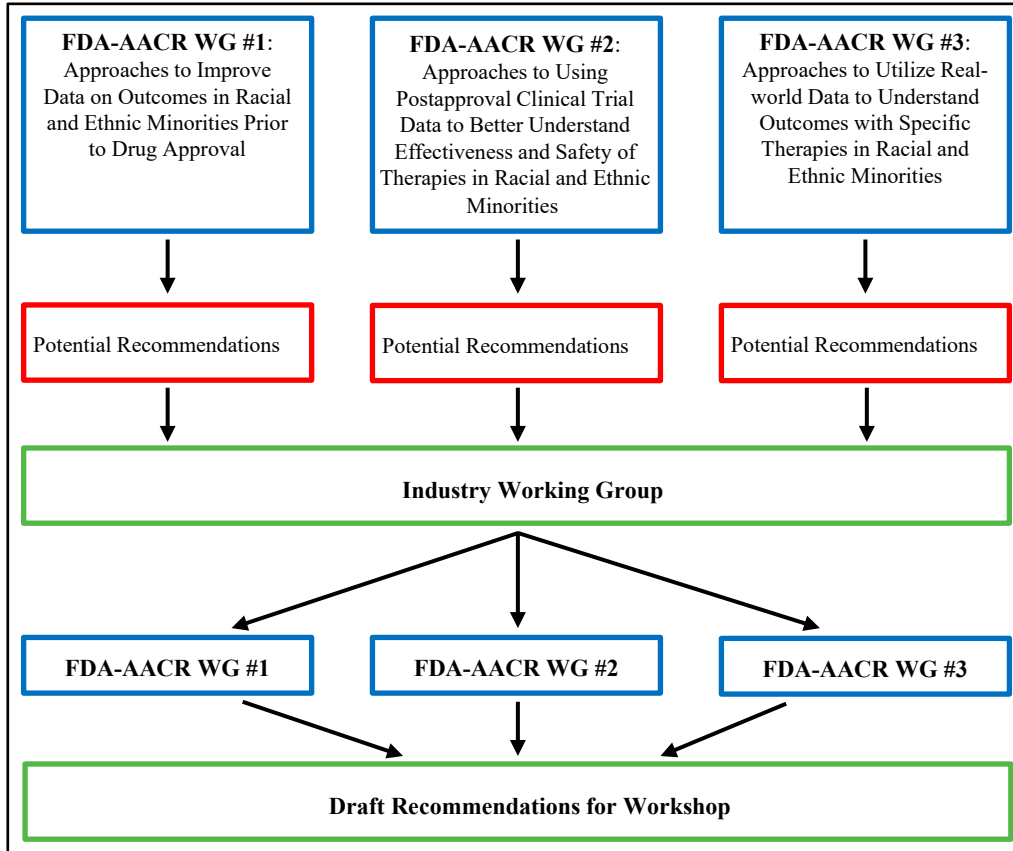 FDA-AACR WG #1:
Approaches to Improve
Data on Outcomes in Racial
and Ethnic Minorities Prior
to Drug Approval
FDA-AACR WG #2:
Approaches to Using
Postapproval Clinical Trial
Data to Better Understand
Effectiveness and Safety of
Therapies in Racial and Ethnic
Minorities
FDA-AACR WG #3:
Approaches to Utilize Real-
world Data to Understand
Outcomes with Specific
Therapies in Racial and
Ethnic Minorities
Potential Recommendations
Potential Recommendations
Potential Recommendations
Industry Working Group
FDA-AACR WG #1
FDA-AACR WG #2
FDA-AACR WG #3
Draft Recommendations for Workshop